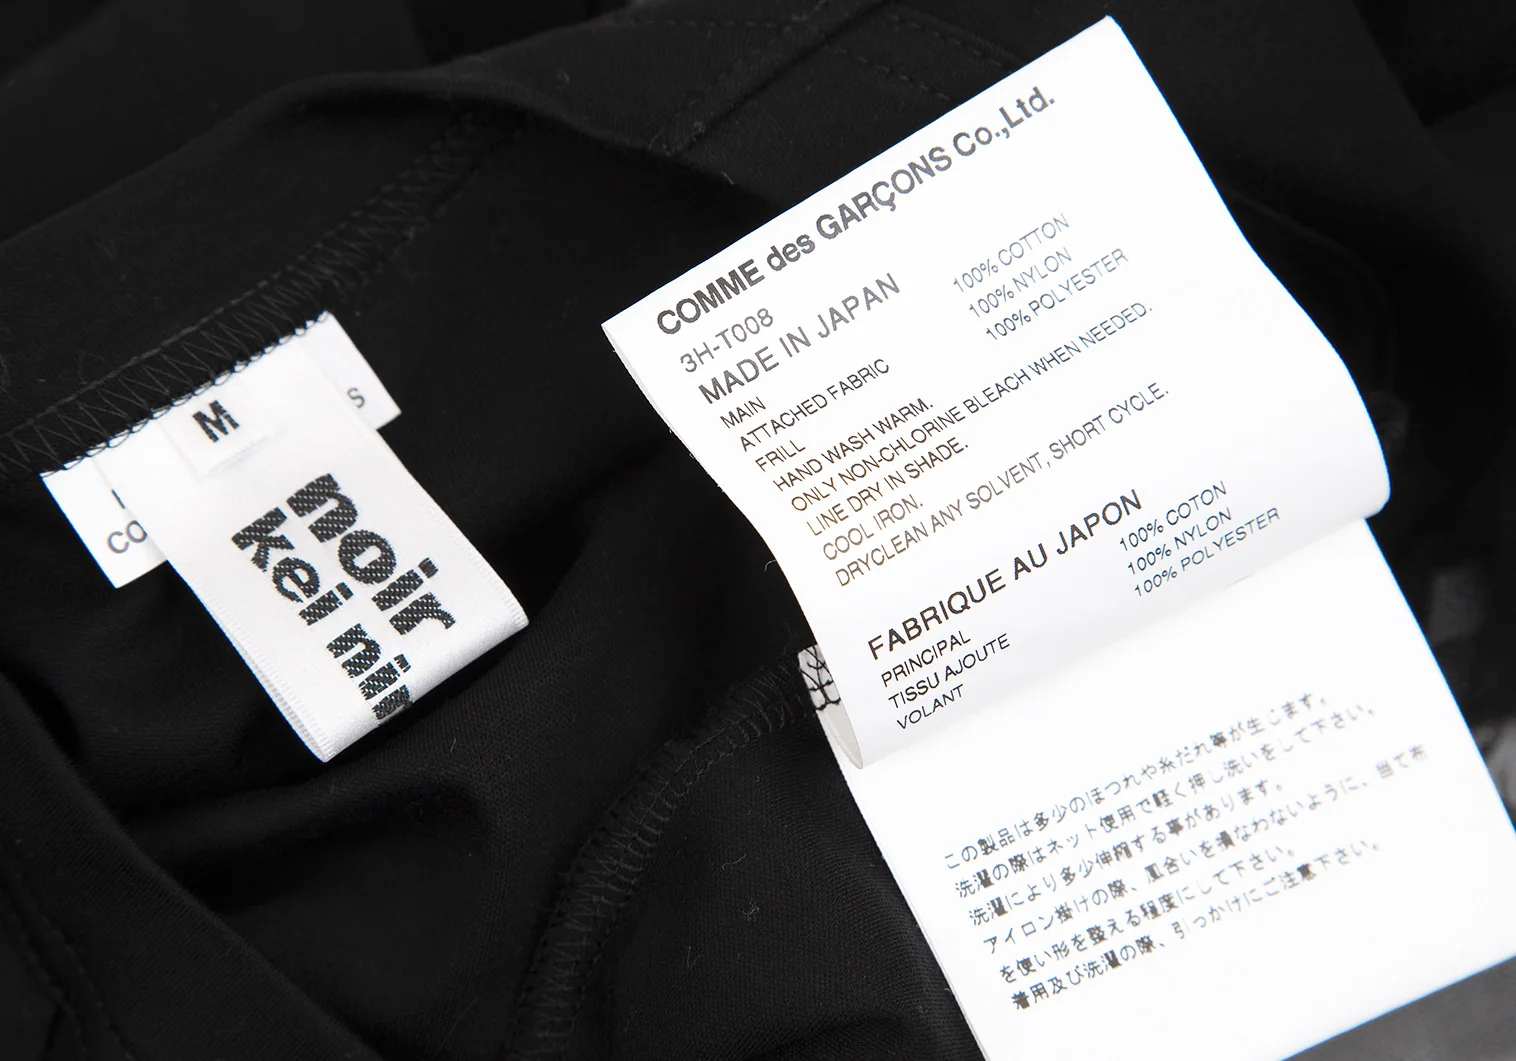 M
S
CO
noir
kei nin
COMME des GARÇONS Co.,Ltd.
3H-T008
MADE IN JAPAN
MAIN 100% COTTON
ATTACHED FABRIC 100% NYLON
FRILL 100% POLYESTER
HAND WASH WARM.
ONLY NON-CHLORINE BLEACH WHEN NEEDED.
LINE DRY IN SHADE.
COOL IRON.
DRYCLEAN ANY SOLVENT, SHORT CYCLE.
FABRIQUE AU JAPON
PRINCIPAL 100% COTON
TISSU AJOUTE 100% NYLON
VOLANT 100% POLYESTER
この製品は多少のほつれや糸だれ等が生じます。
洗濯の際はネット使用で軽く押し洗いをして下さい。
洗濯により多少伸縮する事があります。
アイロン掛けの際、風合いを損なわないように、当て布
を使い形を整える程度にして下さい。
着用及び洗濯の際、引っかけにご注意下さい。